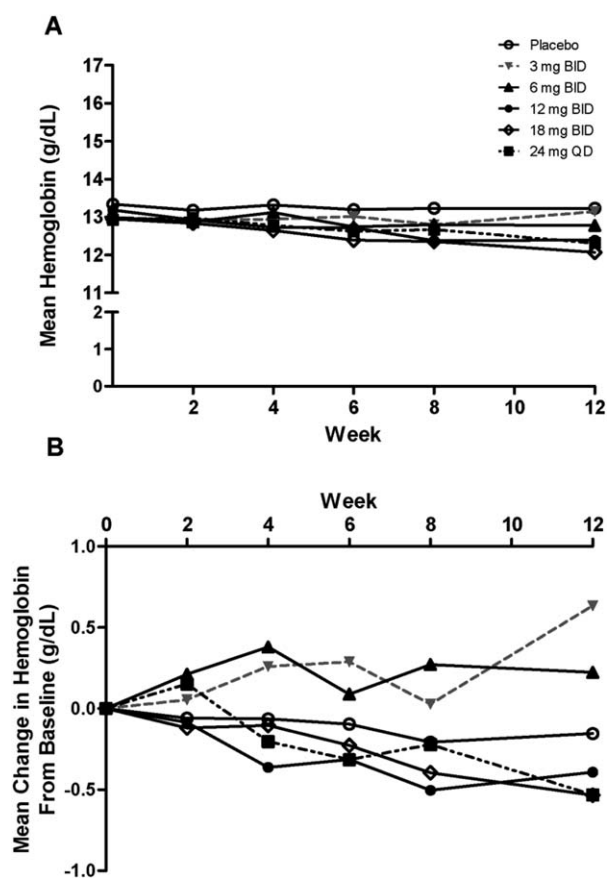 A
Placebo
3 mg BID
6 mg BID
12 mg BID
18 mg BID
24 mg QD
Mean Hemoglobin (g/dL)
17
16
15
14
13
12
11
2
1
0
2 4 6 8 10 12
Week
B
Week
0 2 4 6 8 10 12
Mean Change in Hemoglobin
From Baseline (g/dL)
1.0
0.5
0.0
-0.5
-1.0